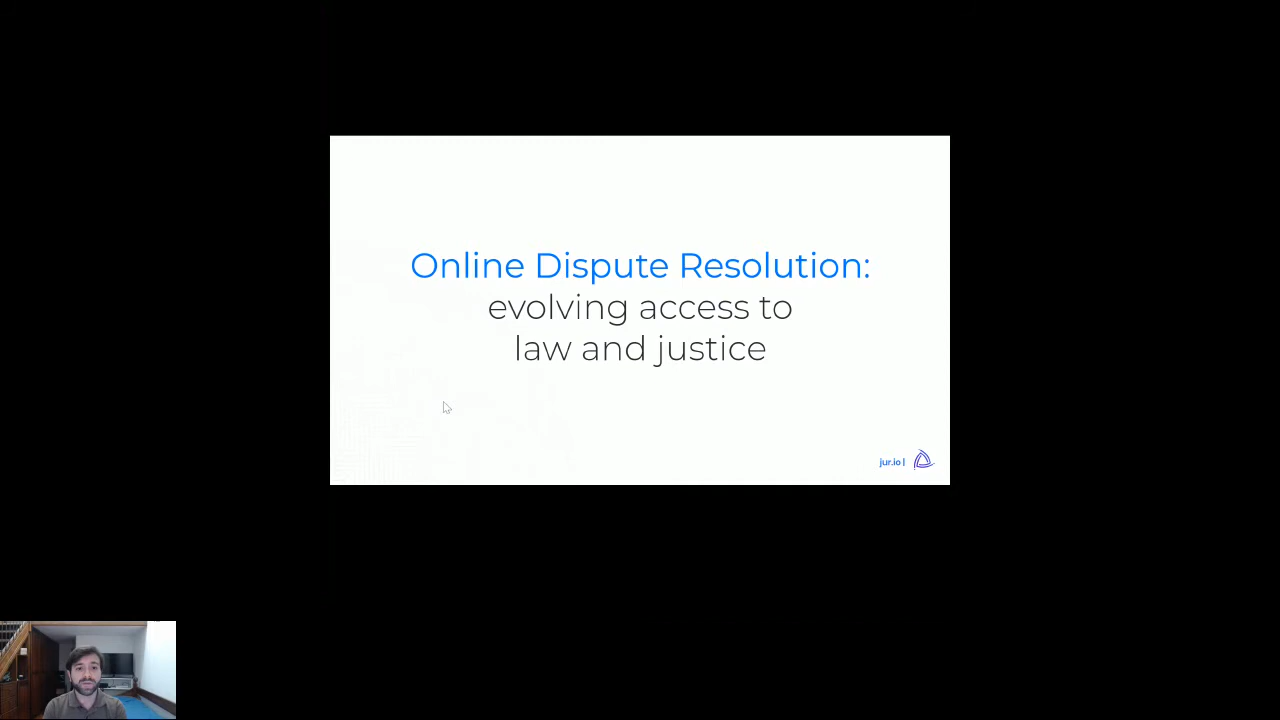 Online Dispute Resolution:
evolving access to
law and justice
jur.io |